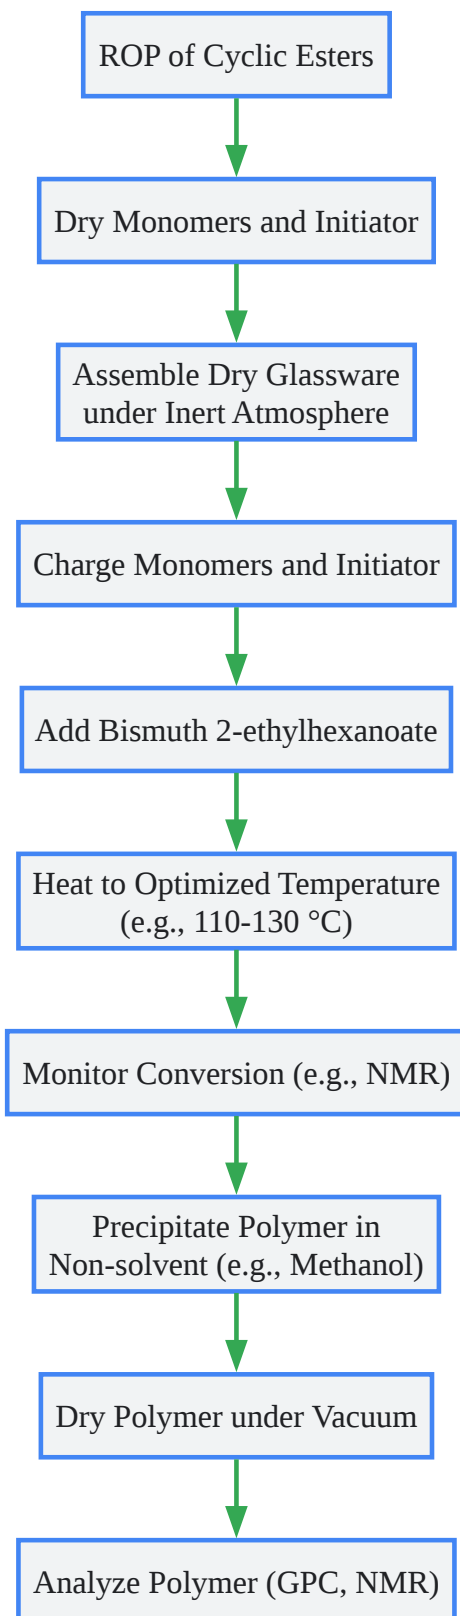 ROP of Cyclic Esters
Dry Monomers and Initiator
Assemble Dry Glassware
under Inert Atmosphere
Charge Monomers and Initiator
Add Bismuth 2-ethylhexanoate
Heat to Optimized Temperature
(e.g., 110-130 °C)
Monitor Conversion (e.g., NMR)
Precipitate Polymer in
Non-solvent (e.g., Methanol)
Dry Polymer under Vacuum
Analyze Polymer (GPC, NMR)